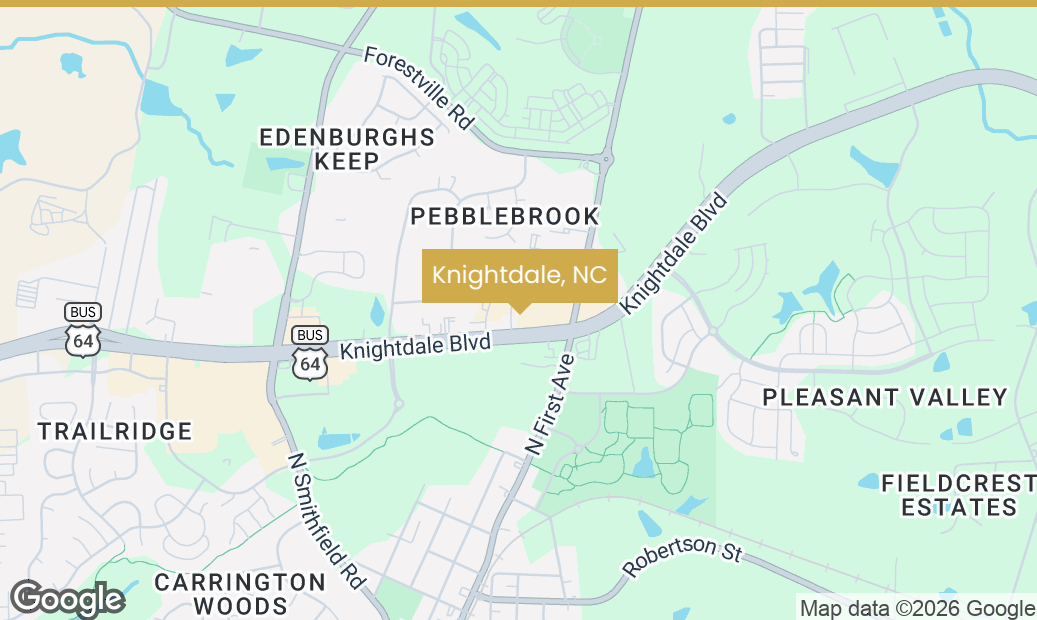 Forestville Rd
EDENBURGHS
KEEP
PEBBLEBROOK
Knightdale Blvd
Knightdale, NC
BUS
64
BUS
64
Knightdale Blvd
N First Ave
PLEASANT VALLEY
TRAILRIDGE
N Smithfield Rd
FIELDCREST
ESTATES
Robertson St
CARRINGTON
WOODS
Google
Map data ©2026 Google